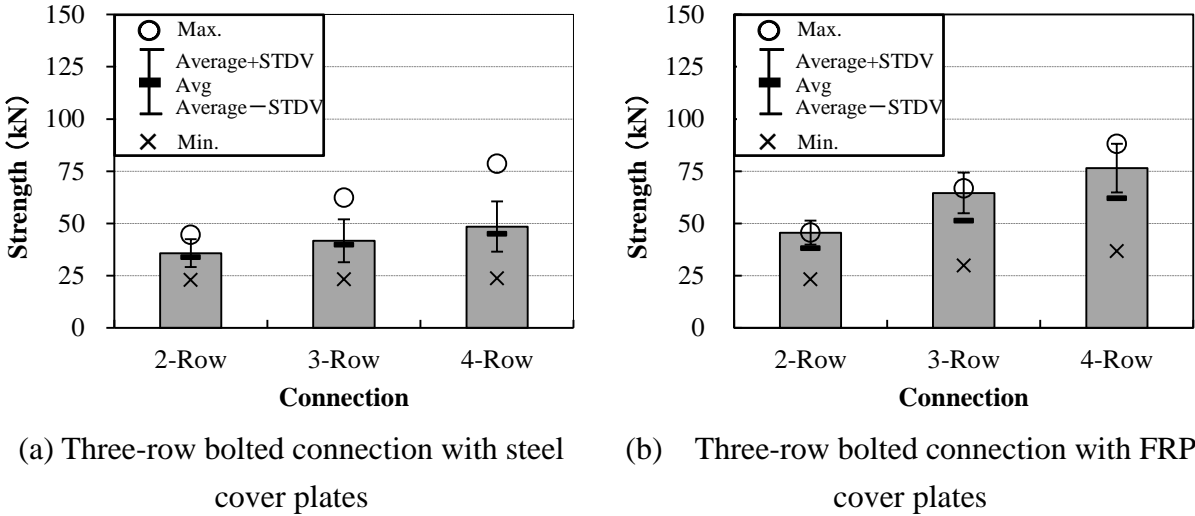 150
125
100
75
50
25
0
Strength (kN)
Max.
Average+STDV
Avg
Average－STDV
Min.
2-Row 3-Row 4-Row
Connection
(a) Three-row bolted connection with steel
cover plates
150
125
100
75
50
25
0
Strength (kN)
Max.
Average+STDV
Avg
Average－STDV
Min.
2-Row 3-Row 4-Row
Connection
(b) Three-row bolted connection with FRP
cover plates